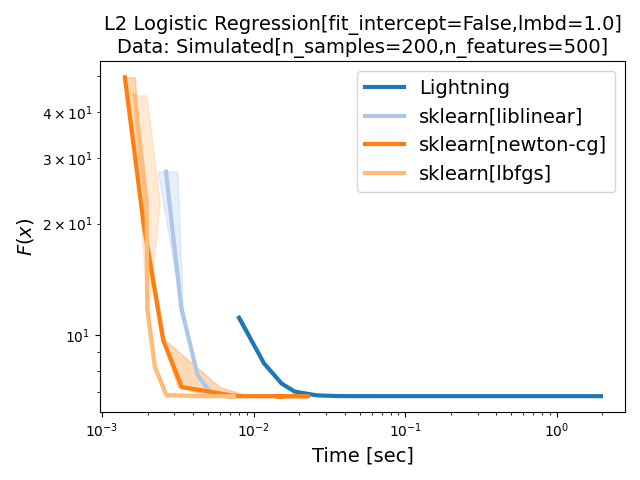 L2 Logistic Regression[fit_intercept=False,lmbd=1.0]
Data: Simulated[n_samples=200,n_features=500]
Lightning
sklearn[liblinear]
sklearn[newton-cg]
sklearn[lbfgs]
F(x)
4 × 10¹
3 × 10¹
2 × 10¹
10¹
10⁻³
10⁻²
10⁻¹
10⁰
Time [sec]